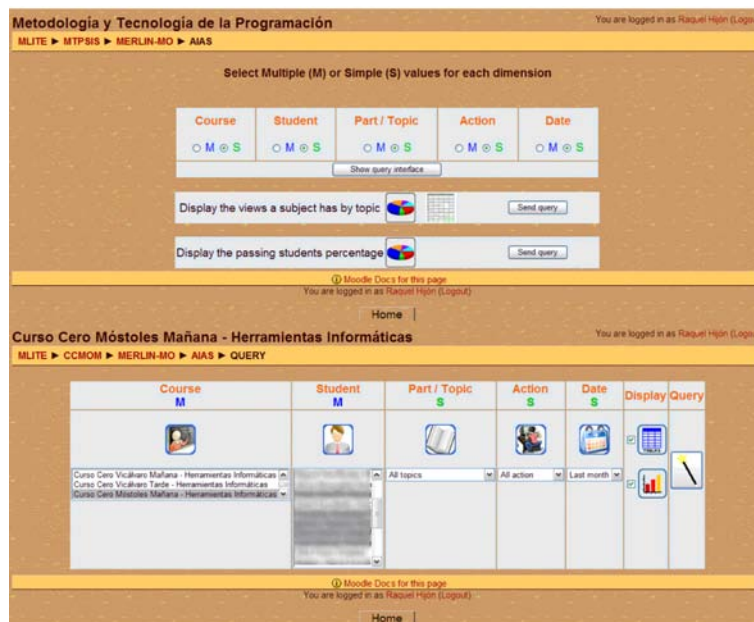 Metodología y Tecnología de la Programación
You are logged in as Raquel Hijón (Logout)
MLITE ► MTPSIS ► MERLIN-MO ► AIAS
Select Multiple (M) or Simple (S) values for each dimension
Course Student Part / Topic Action Date
M S M S M S M S M S
Show query interface
Display the views a subject has by topic Send query
Display the passing students percentage Send query
Moodle Docs for this page
You are logged in as Raquel Hijón (Logout)
Home
Curso Cero Móstoles Mañana - Herramientas Informáticas
You are logged in as Raquel Hijón (Logout)
MLITE ► CCMOM ► MERLIN-MO ► AIAS ► QUERY
Course Student Part / Topic Action Date Display Query
M M S S S
Curso Cero Vicálvaro Mañana - Herramientas Informáticas
Curso Cero Vicálvaro Tarde - Herramientas Informáticas
Curso Cero Móstoles Mañana - Herramientas Informáticas
All topics All action Last month
Moodle Docs for this page
You are logged in as Raquel Hijón (Logout)
Home